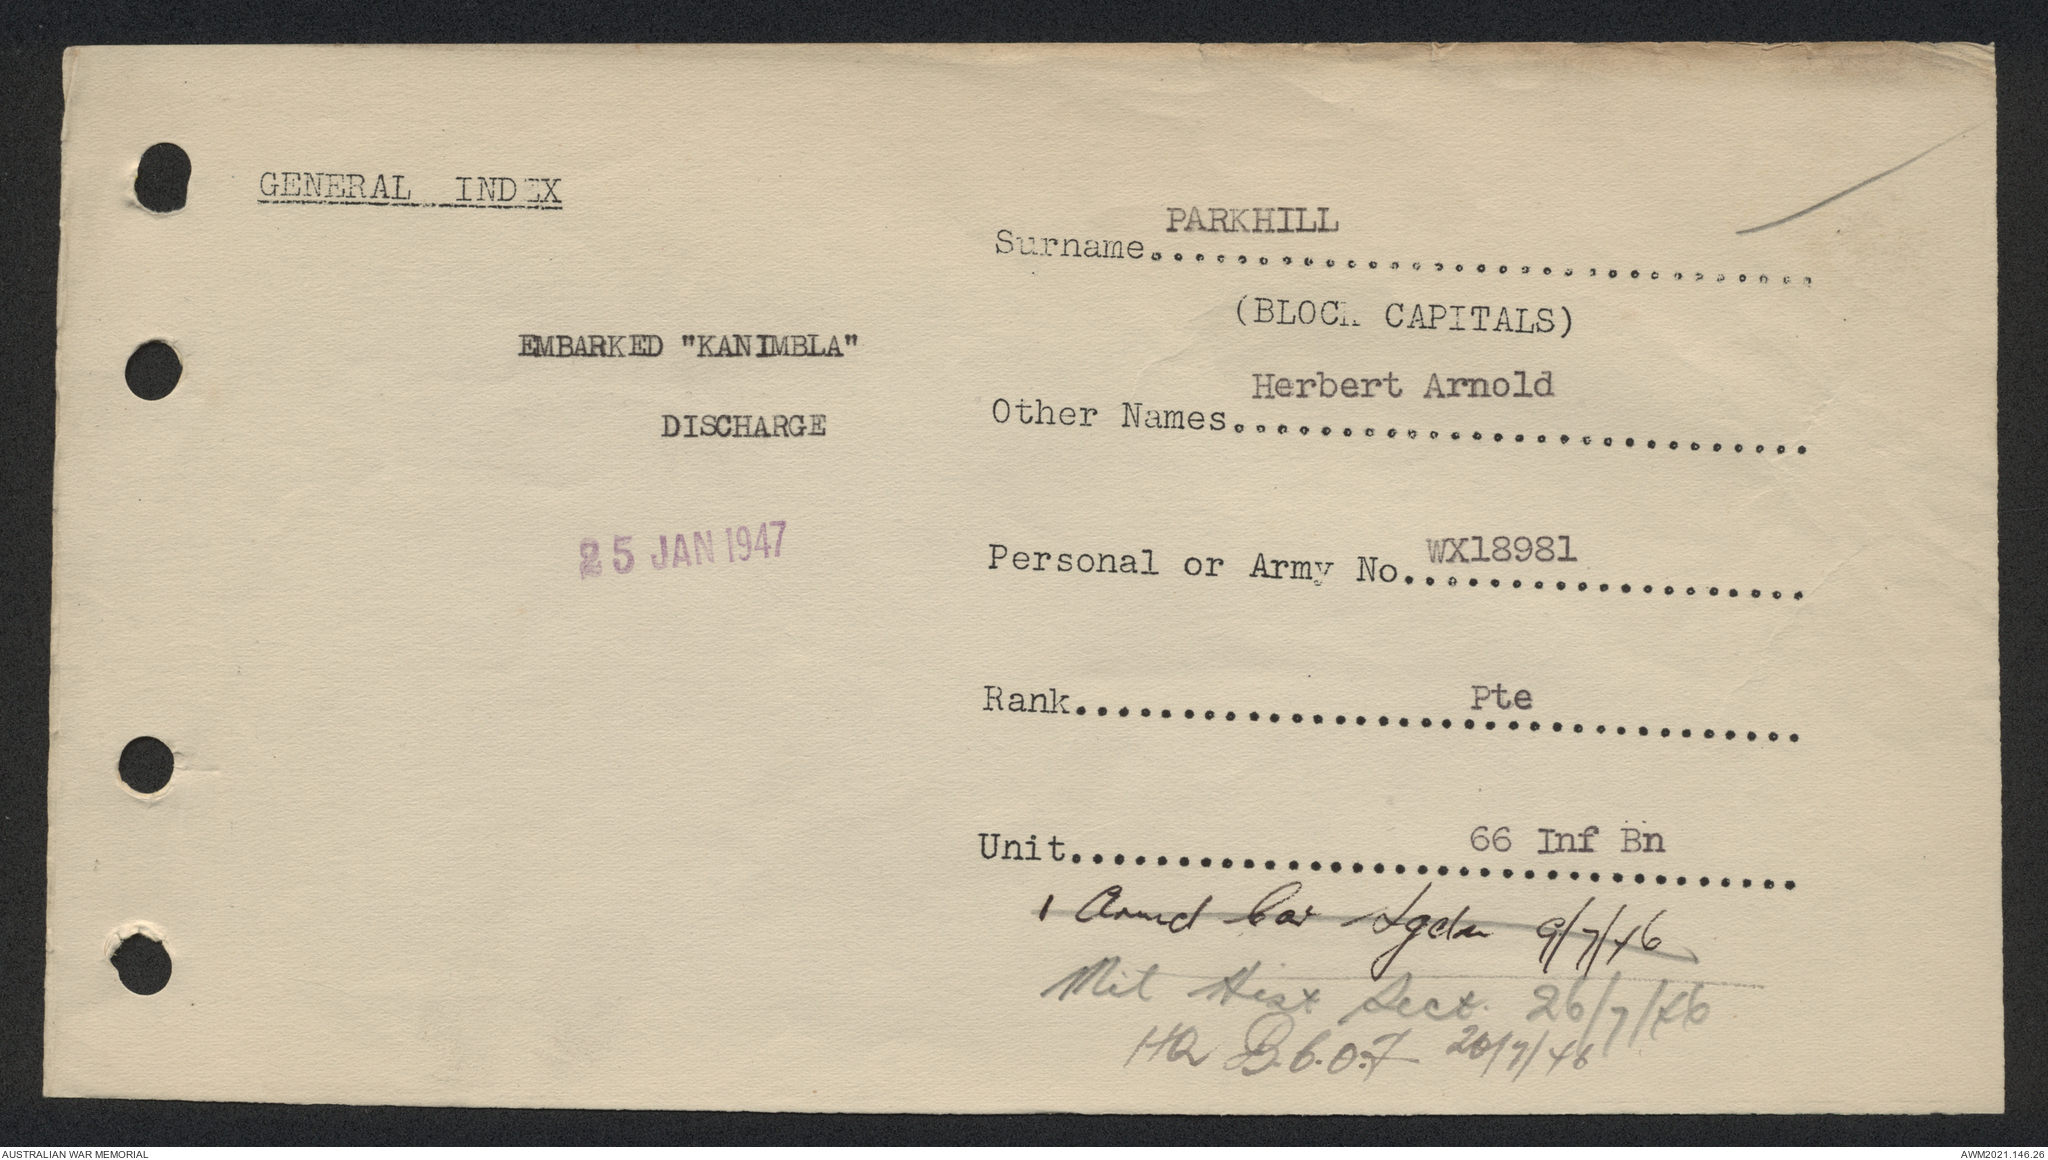 GENERAL INDEX
EMBARKED "KANIMBLA"
DISCHARGE
25 JAN 1947
PARKHILL
Surname..............................
(BLOCK CAPITALS)
Herbert Arnold
Other Names...........................
WX18981
Personal or Army No...................
Pte
Rank..................................
66 Inf Bn
Unit..................................
1 Armd Car Sqdn 9/7/46
Mil Hist Sect. 26/7/46
HQ B.C.O.F 26/7/46
AUSTRALIAN WAR MEMORIAL
AWM2021.146.26